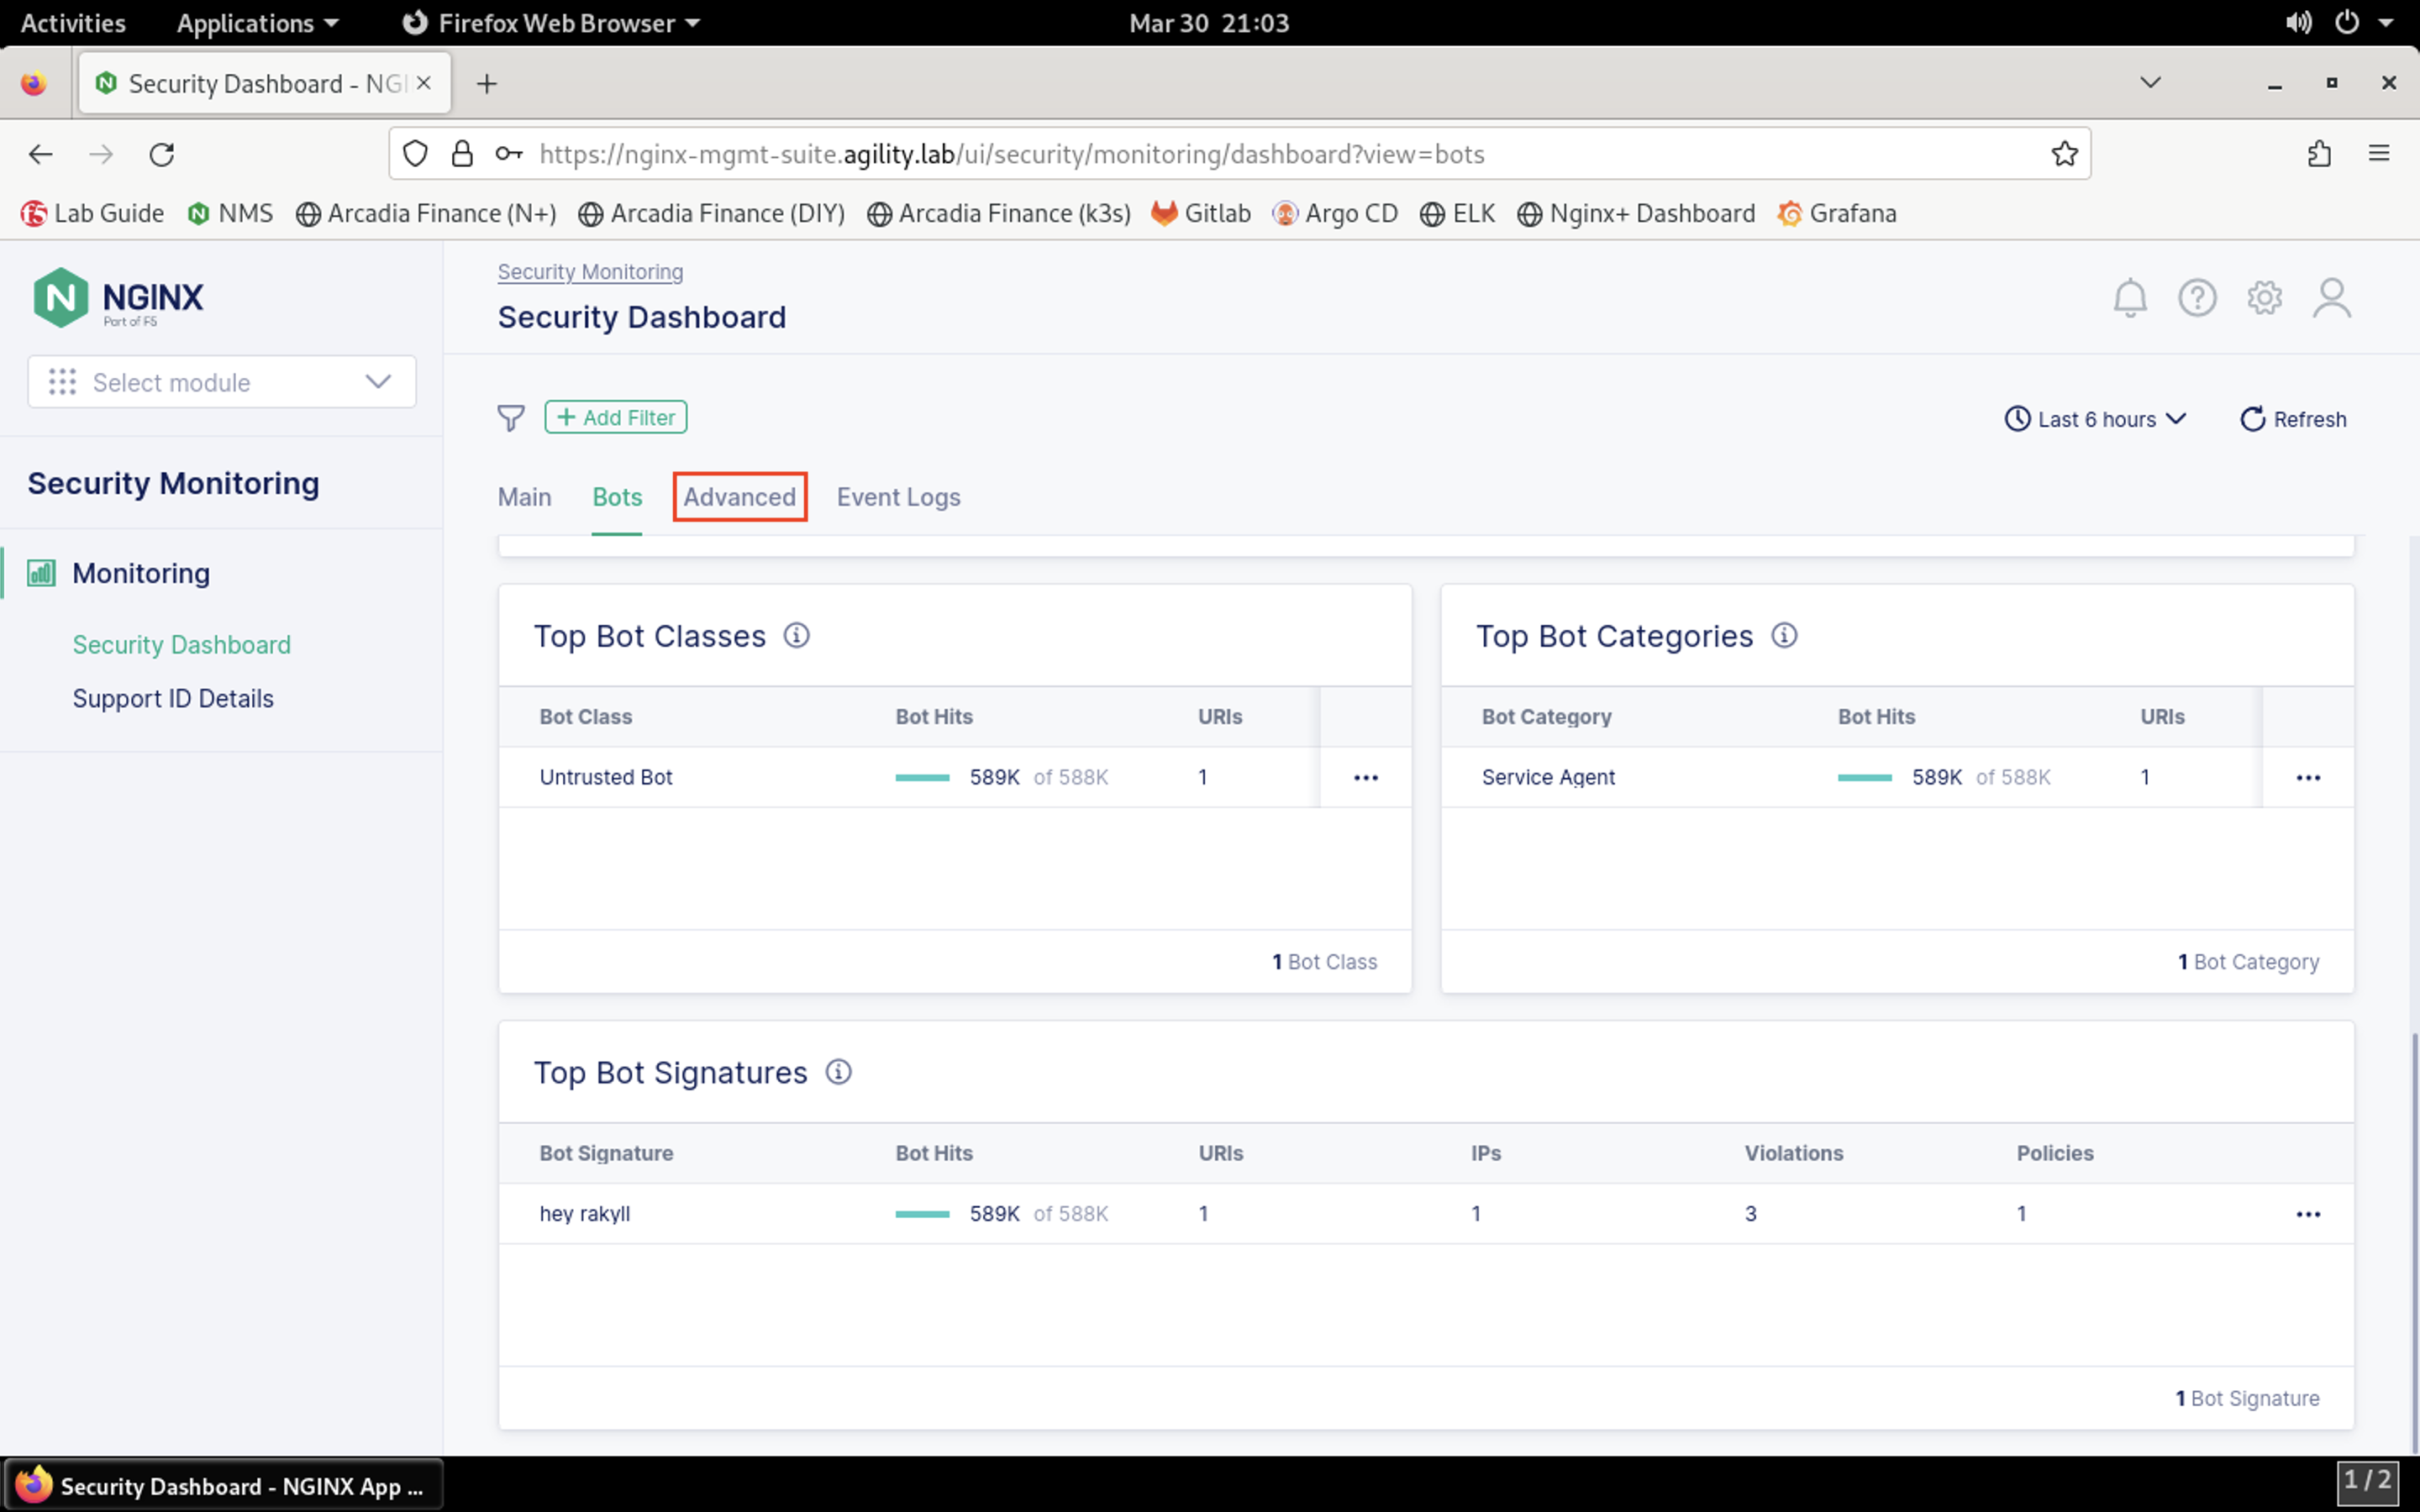 Activities Applications Firefox Web Browser Mar 30 21:03
Security Dashboard - NGI
https://nginx-mgmt-suite.agility.lab/ui/security/monitoring/dashboard?view=bots
Lab Guide NMS Arcadia Finance (N+) Arcadia Finance (DIY) Arcadia Finance (k3s) Gitlab Argo CD ELK Nginx+ Dashboard Grafana
NGINX
Part of F5
Select module
Security Monitoring
Monitoring
Security Dashboard
Support ID Details
Security Monitoring
Security Dashboard
+ Add Filter Last 6 hours Refresh
Main Bots Advanced Event Logs
Top Bot Classes
Bot Class Bot Hits URIs
Untrusted Bot 589K of 588K 1
1 Bot Class
Top Bot Categories
Bot Category Bot Hits URIs
Service Agent 589K of 588K 1
1 Bot Category
Top Bot Signatures
Bot Signature Bot Hits URIs IPs Violations Policies
hey rakyll 589K of 588K 1 1 3 1
1 Bot Signature
Security Dashboard - NGINX App ...
1 / 2